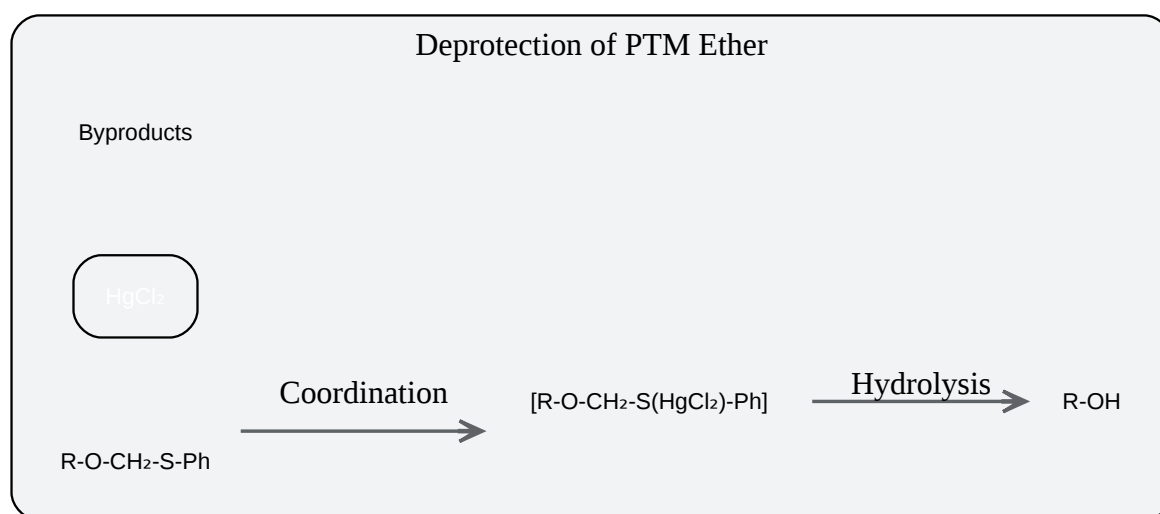 Deprotection of PTM Ether
Byproducts
HgCl₂
Coordination
Hydrolysis
[R-O-CH₂-S(HgCl₂)-Ph]
R-OH
R-O-CH₂-S-Ph